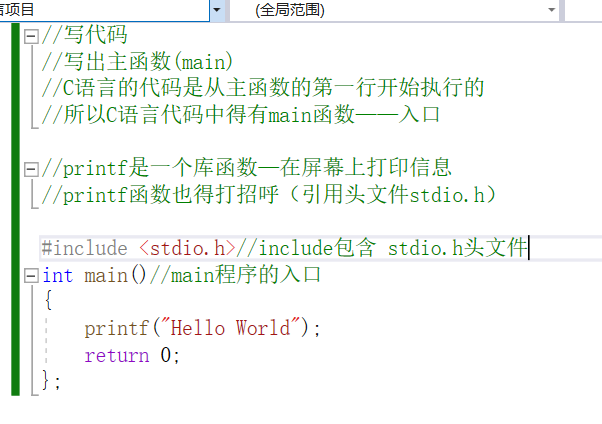 言项目 (全局范围)
//写代码
//写出主函数(main)
//C语言的代码是从主函数的第一行开始执行的
//所以C语言代码中得有main函数——入口
//printf是一个库函数—在屏幕上打印信息
//printf函数也得打招呼（引用头文件stdio.h）
#include <stdio.h>//include包含 stdio.h头文件
int main()//main程序的入口
{
printf("Hello World");
return 0;
};